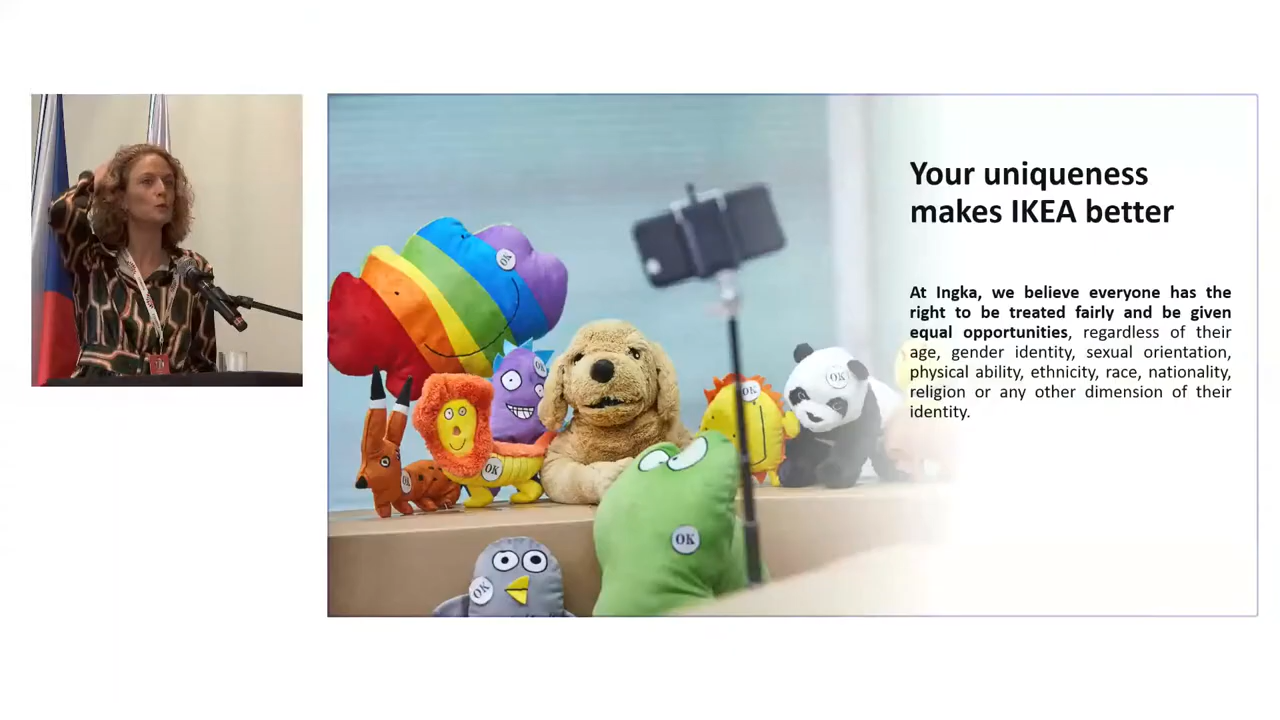 Your uniqueness
makes IKEA better
At Ingka, we believe everyone has the
right to be treated fairly and be given
equal opportunities, regardless of their
age, gender identity, sexual orientation,
physical ability, ethnicity, race, nationality,
religion or any other dimension of their
identity.
OK
OK
OK
OK
OK
OK
OK
OK